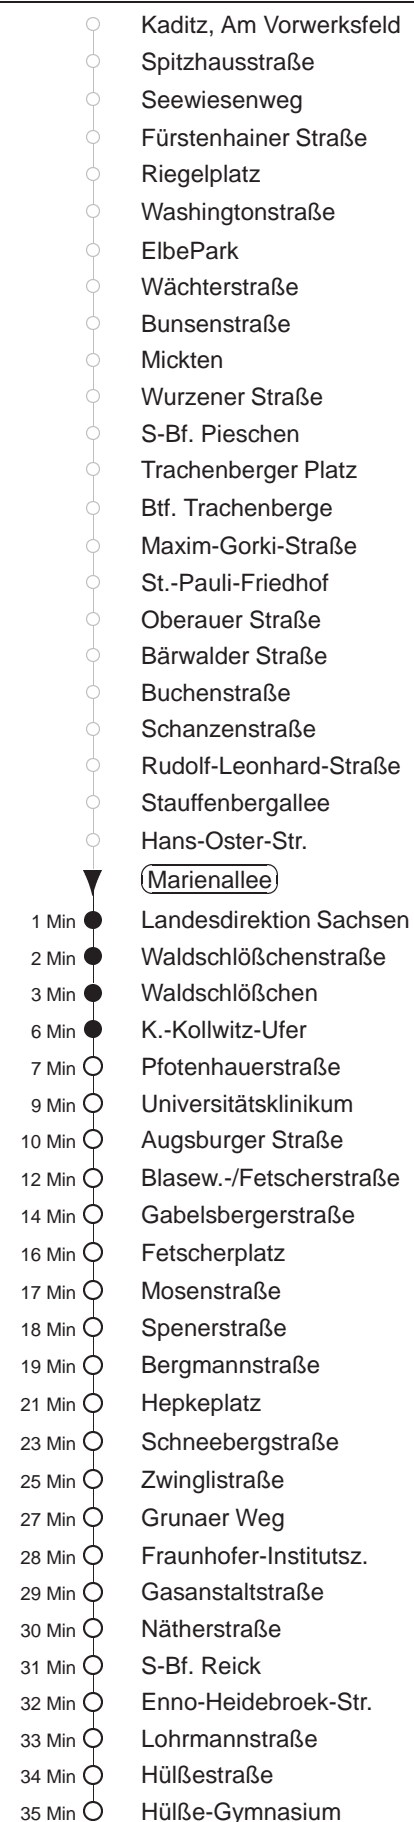 Kaditz, Am Vorwerksfeld
Spitzhausstraße
Seewiesenweg
Fürstenhainer Straße
Riegelplatz
Washingtonstraße
ElbePark
Wächterstraße
Bunsenstraße
Mickten
Wurzener Straße
S-Bf. Pieschen
Trachenberger Platz
Btf. Trachenberge
Maxim-Gorki-Straße
St.-Pauli-Friedhof
Oberauer Straße
Bärwalder Straße
Buchenstraße
Schanzenstraße
Rudolf-Leonhard-Straße
Stauffenbergallee
Hans-Oster-Str.
Marienallee
1 Min Landesdirektion Sachsen
2 Min Waldschlößchenstraße
3 Min Waldschlößchen
6 Min K.-Kollwitz-Ufer
7 Min Pfotenhauerstraße
9 Min Universitätsklinikum
10 Min Augsburger Straße
12 Min Blasew.-/Fetscherstraße
14 Min Gabelsbergerstraße
16 Min Fetscherplatz
17 Min Mosenstraße
18 Min Spenerstraße
19 Min Bergmannstraße
21 Min Hepkeplatz
23 Min Schneebergstraße
25 Min Zwinglistraße
27 Min Grunaer Weg
28 Min Fraunhofer-Institutsz.
29 Min Gasanstaltstraße
30 Min Nätherstraße
31 Min S-Bf. Reick
32 Min Enno-Heidebroek-Str.
33 Min Lohrmannstraße
34 Min Hülßestraße
35 Min Hülße-Gymnasium